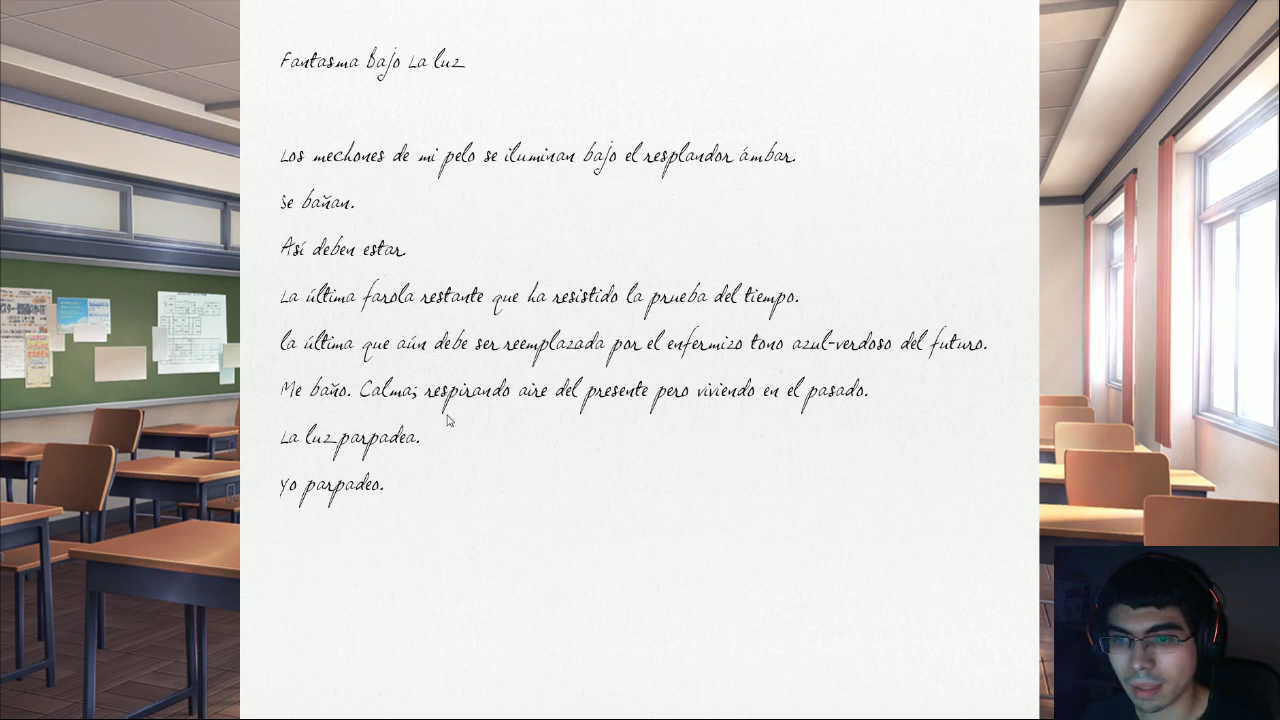 Fantasma bajo La luz
Los mechones de mi pelo se iluminan bajo el resplandor ámbar.
Se bañan.
Así deben estar.
La última farola restante que ha resistido la prueba del tiempo.
la última que aún debe ser reemplazada por el enfermizo tono azul-verdoso del futuro.
Me baño. Calma; respirando aire del presente pero viviendo en el pasado.
La luz parpadea.
Yo parpadeo.